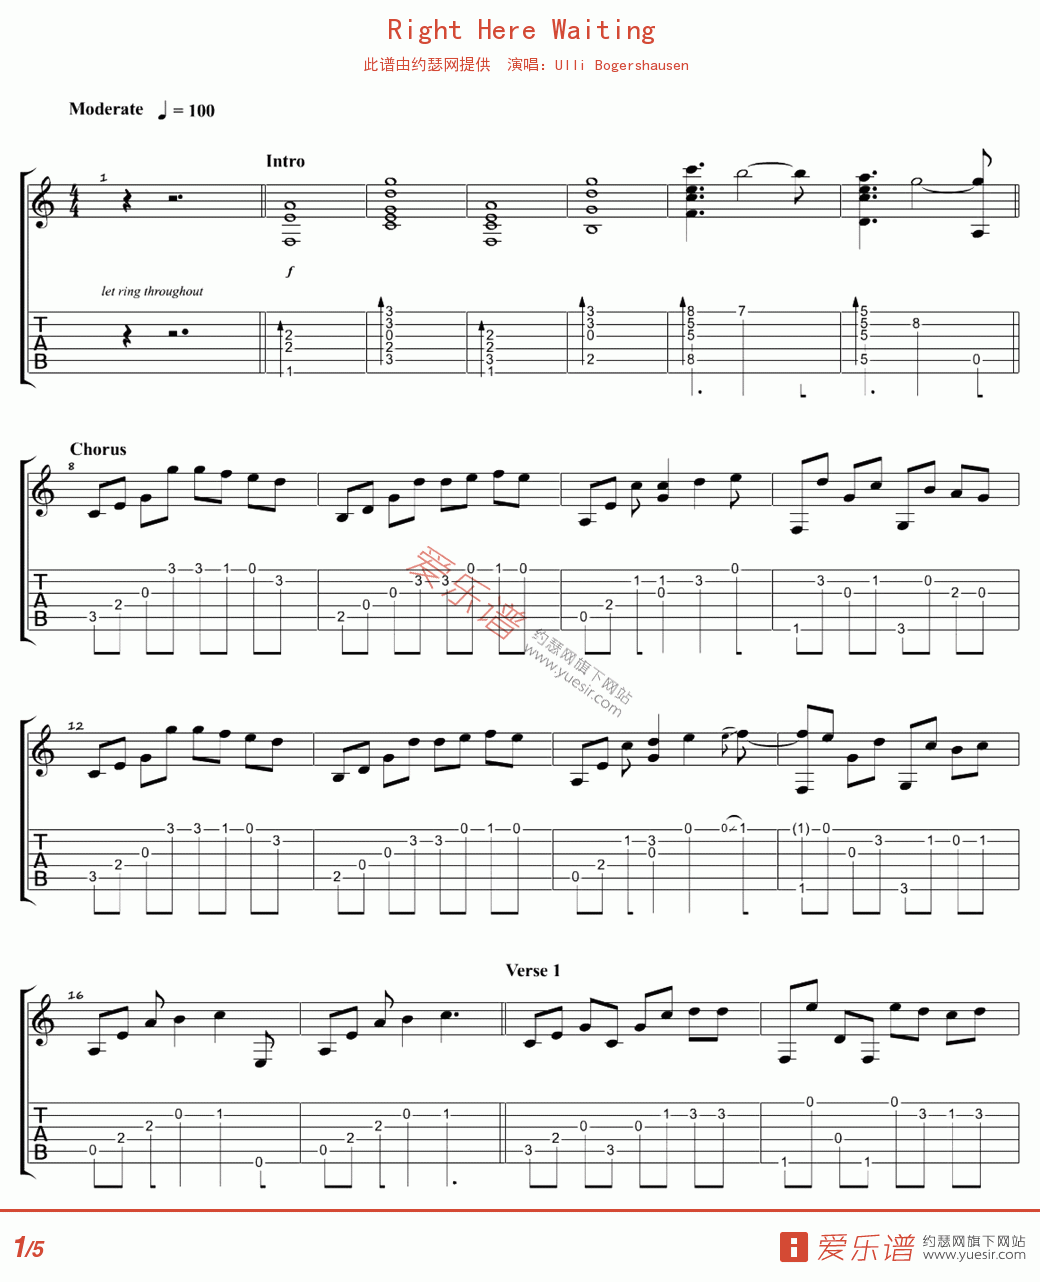 Right Here Waiting
此谱由约瑟网提供 演唱：Ulli Bogershausen
Moderate ♩ = 100
Intro
1
4
4
f
let ring throughout
T
A
B
2 2 1
3 3 0 2 3
2 2 3 1
3 3 0 2
8 5 5 8 7
5 5 5 5 8 0
Chorus
8
T
A
B
3 2 0 3 3 1 0 3
2 0 0 3 3 0 1 0
0 2 1 1 0 3 0
1 3 0 1 3 0 2 0
爱乐谱
约瑟网旗下网站
www.yuesir.com
12
T
A
B
3 2 0 3 3 1 0 3
2 0 0 3 3 0 1 0
0 2 1 3 0 0 0 1
(1) 1 0 0 3 3 1 0 1
Verse 1
16
T
A
B
0 2 2 0 1 0
0 2 2 0 1
3 2 0 3 0 1 3 3
1 0 0 1 0 3 1 3
1/5
爱乐谱
约瑟网旗下网站
www.yuesir.com